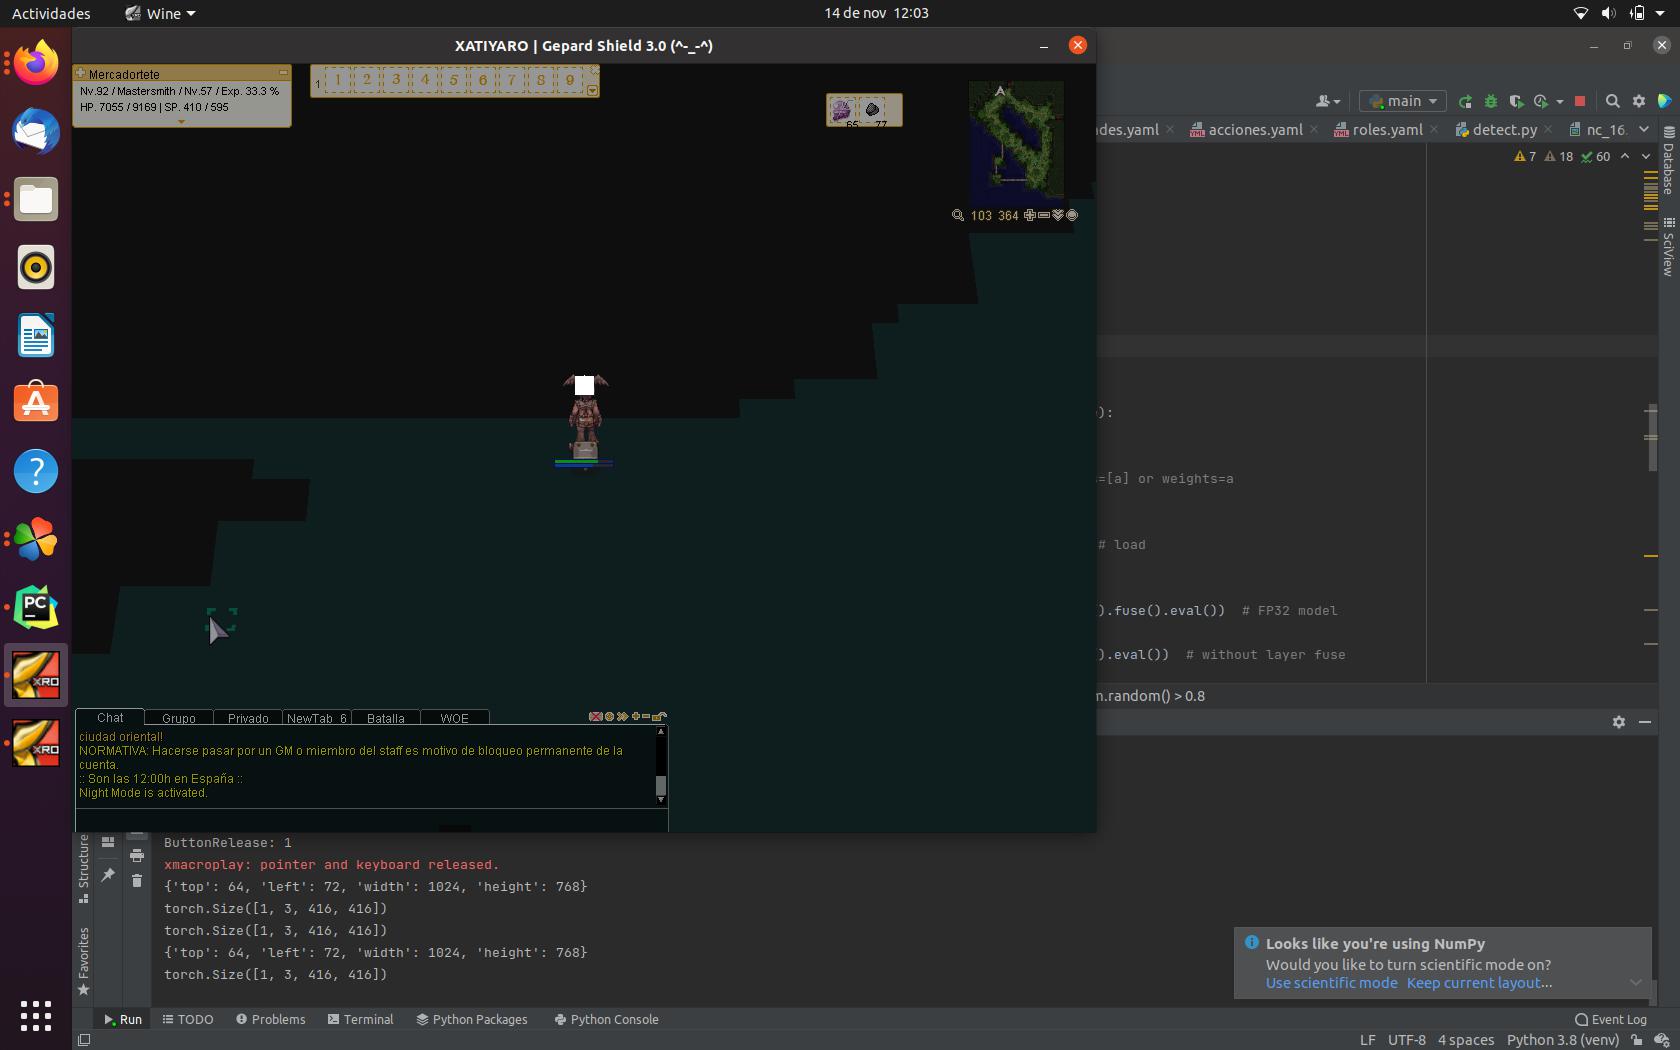 Actividades
Wine
14 de nov 12:03
XATIYARO | Gepard Shield 3.0 (^-_-^)
Mercadortete
Nv.92 / Mastersmith / Nv.57 / Exp. 33.3 %
HP. 7055 / 9169 | SP. 410 / 595
1 1 2 3 4 5 6 7 8 9
65 77
103 364
main
des.yaml
acciones.yaml
roles.yaml
detect.py
nc_16.
7 18 60
Database
SciView
):
s=[a] or weights=a
# load
).fuse().eval()) # FP32 model
).eval()) # without layer fuse
m.random() > 0.8
Chat Grupo Privado NewTab_6 Batalla WOE
ciudad oriental!
NORMATIVA: Hacerse pasar por un GM o miembro del staff es motivo de bloqueo permanente de la
cuenta.
:: Son las 12:00h en España ::
Night Mode is activated.
PC
XRO
XRO
Structure
Favorites
ButtonRelease: 1
xmacroplay: pointer and keyboard released.
{'top': 64, 'left': 72, 'width': 1024, 'height': 768}
torch.Size([1, 3, 416, 416])
torch.Size([1, 3, 416, 416])
{'top': 64, 'left': 72, 'width': 1024, 'height': 768}
torch.Size([1, 3, 416, 416])
Looks like you're using NumPy
Would you like to turn scientific mode on?
Use scientific mode Keep current layout...
Run TODO Problems Terminal Python Packages Python Console
Event Log
LF UTF-8 4 spaces Python 3.8 (venv)